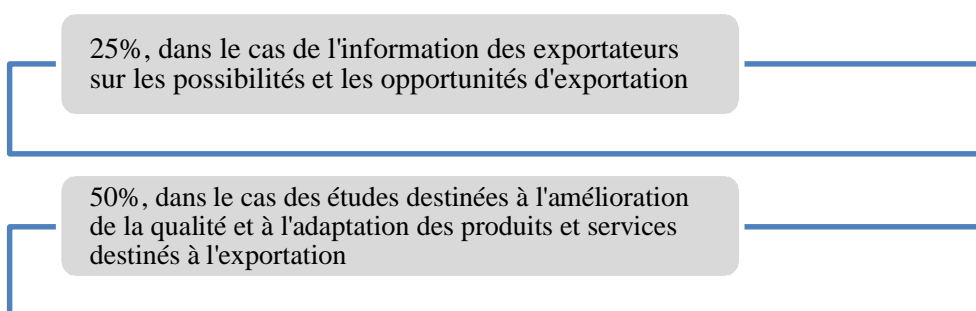 25%, dans le cas de l'information des exportateurs
sur les possibilités et les opportunités d'exportation
50%, dans le cas des études destinées à l'amélioration
de la qualité et à l'adaptation des produits et services
destinés à l'exportation